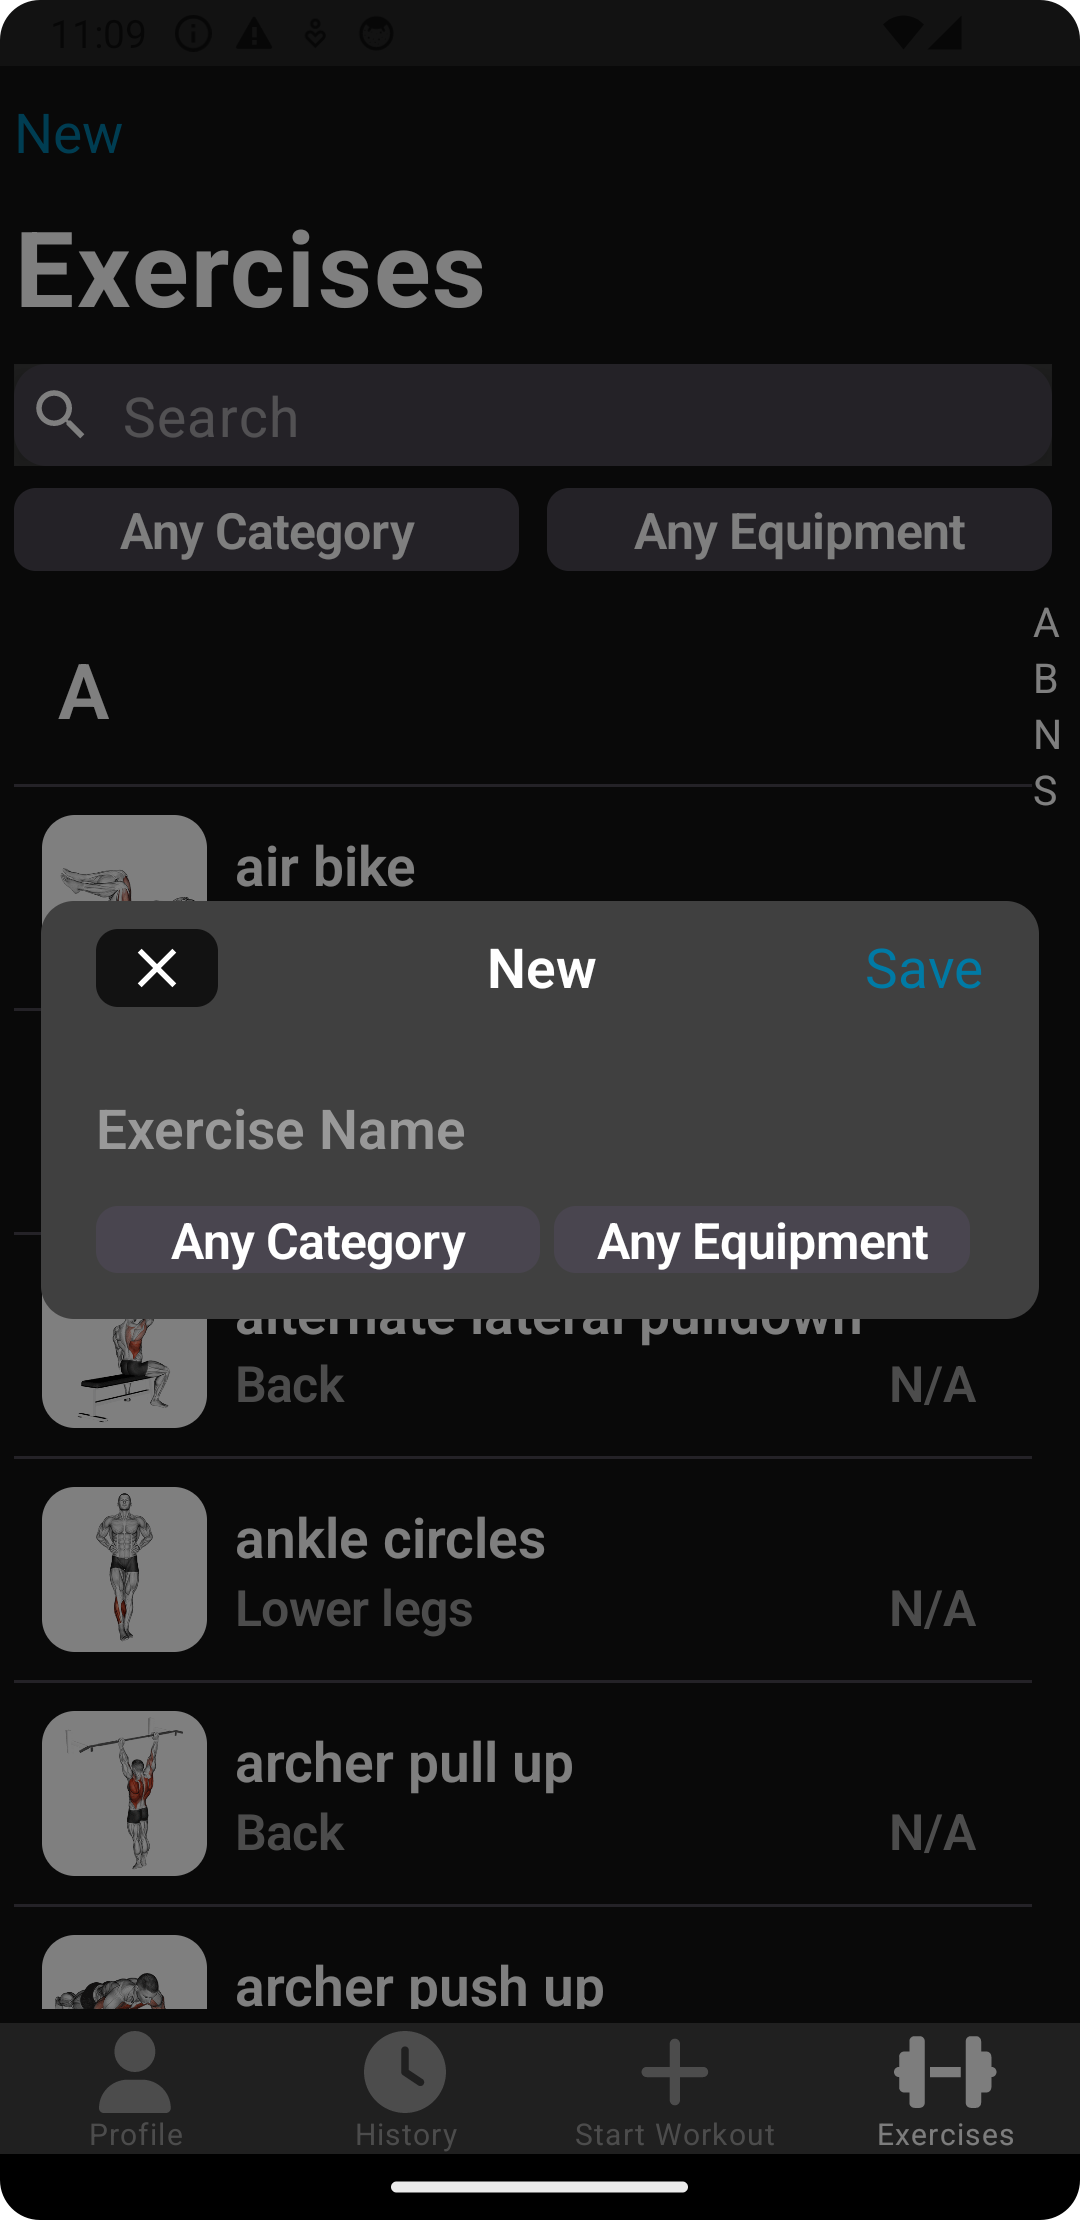 11:09
New
Exercises
Search
Any Category Any Equipment
A
B
N
S
A
air bike
New Save
Exercise Name
Any Category Any Equipment
alternate lateral pulldown
Back N/A
ankle circles
Lower legs N/A
archer pull up
Back N/A
archer push up
Profile History Start Workout Exercises